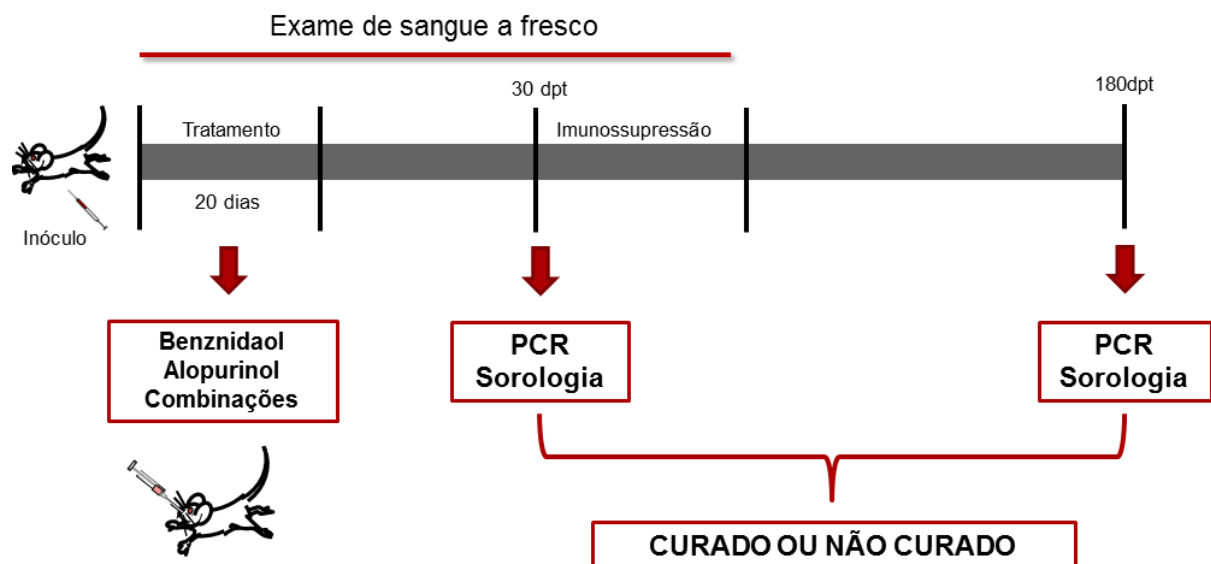 Exame de sangue a fresco
30 dpt
180dpt
Tratamento
Imunossupressão
20 dias
Inóculo
Benznidaol
Alopurinol
Combinações
PCR
Sorologia
PCR
Sorologia
CURADO OU NÃO CURADO